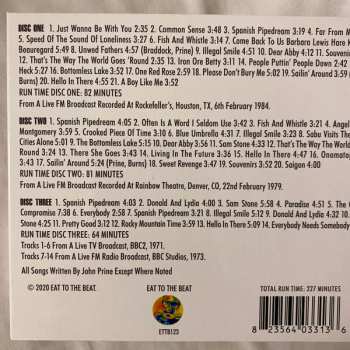 DISC ONE 1. Just Wanna Be With You 2:35 2. Common Sense 3:48 3. Spanish Pipedream 3:19 4. Far From M
5. Speed Of The Sound Of Loneliness 3:27 6. Fish And Whistle 3:14 7. Come Back To Us Barbara Lewis Hare K
Beauregard 5:49 8. Unwed Fathers 4:57 (Braddock, Prine) 9. Illegal Smile 4:51 10. Dear Abby 3:56 11. Souvenirs
12. That's The Way The World Goes 'Round 2:35 13. Iron Ore Betty 3:11 14. People Puttin' People Down 2:42
Heck 5:27 16. Bottomless Lake 3:52 17. One Red Rose 2:59 18. Please Don't Bury Me 5:02 19. Sailin' Around 3:59 (
Burns) 20. Hello In There 4:55 21. A Boy Like Me 3:52
RUN TIME DISC ONE: 82 MINUTES
From A Live FM Broadcast Recorded At Rockefeller's, Houston, TX, 6th February 1984.
DISC TWO 1. Spanish Pipedream 4:05 2. Often Is A Word I Seldom Use 3:42 3. Fish And Whistle 3:21 4. Angel
Montgomery 3:59 5. Crooked Piece Of Time 3:10 6. Blue Umbrella 4:31 7. Illegal Smile 3:23 8. Sabu Visits The
Cities Alone 5:01 9. The Bottomless Lake 5:15 10. Dear Abby 3:56 11. Sam Stone 4:33 12. That's The Way The World
Round 3:24 13. There She Goes 3:43 14. Living In The Future 3:36 15. Hello In There 4:47 16. Onomatop
3:43 17. Sailin' Around 5:24 (Prine, Burns) 18. Sweet Revenge 3:47 19. Souvenirs 3:52 20. Saigon 4:00
RUN TIME DISC TWO: 81 MINUTES
From A Live FM Broadcast Recorded At Rainbow Theatre, Denver, CO, 22nd February 1979.
DISC THREE 1. Spanish Pipedream 4:03 2. Donald And Lydia 4:10 3. Sam Stone 5:58 4. Paradise 4:51 5. The G
Compromise 7:38 6. Everybody 2:58 7. Spanish Pipedream 3:21 8. Illegal Smile 5:12 9. Donald And Lydia 4:32 10.
Stone 4:25 11. Pretty Good 3:12 12. Rocky Mountain Time 3:59 13. Hello In There 5:09 14. Everybody Needs Somebody
RUN TIME DISC THREE: 64 MINUTES
Tracks 1-6 From A Live TV Broadcast, BBC2, 1971.
Tracks 7-14 From A Live FM Radio Broadcast, BBC Studios, 1973.
All Songs Written By John Prine Except Where Noted
© 2020 EAT TO THE BEAT.
EAT TO THE BEAT
ETTB123
TOTAL RUN TIME: 227 MINUTES
8 23564 03313 6